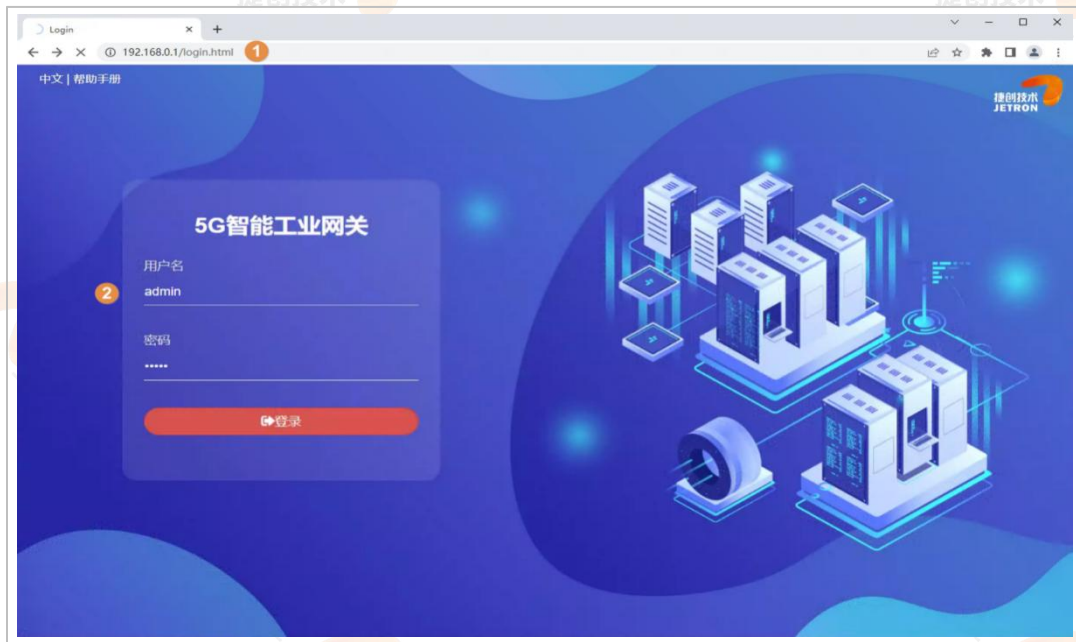 Login
192.168.0.1/login.html
1
中文 | 帮助手册
捷创技术
JETRON
5G智能工业网关
用户名
2
admin
密码
•••••
登录